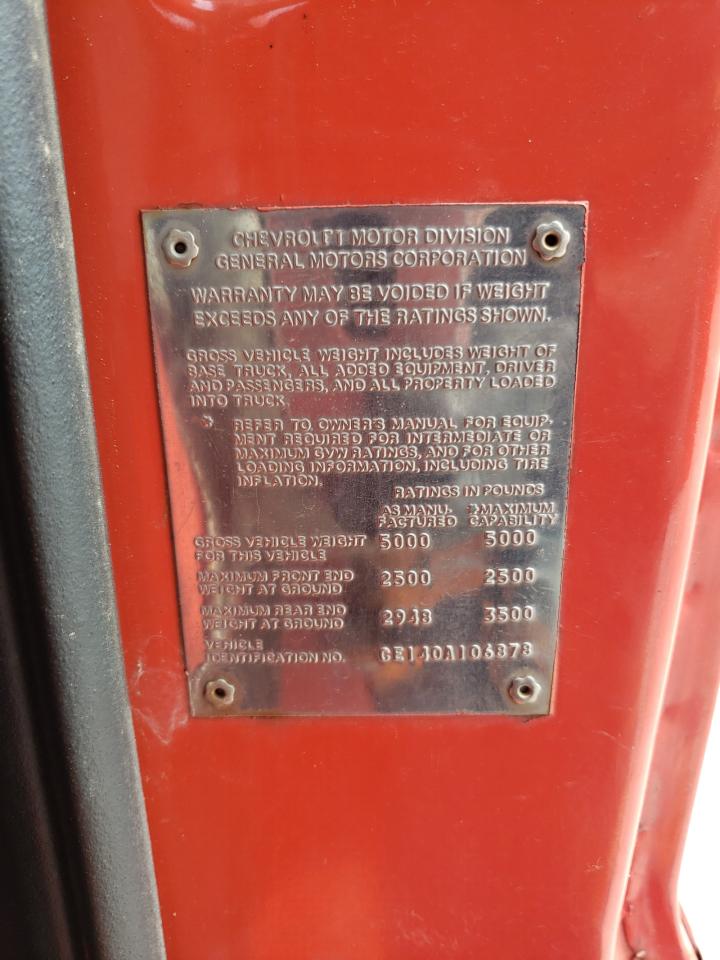 CHEVROLET MOTOR DIVISION
GENERAL MOTORS CORPORATION
WARRANTY MAY BE VOIDED IF WEIGHT
EXCEEDS ANY OF THE RATINGS SHOWN.
GROSS VEHICLE WEIGHT INCLUDES WEIGHT OF
BASE TRUCK, ALL ADDED EQUIPMENT, DRIVER
AND PASSENGERS, AND ALL PROPERTY LOADED
INTO TRUCK.
* REFER TO OWNER'S MANUAL FOR EQUIP-
MENT REQUIRED FOR INTERMEDIATE OR
MAXIMUM GVW RATINGS, AND FOR OTHER
LOADING INFORMATION, INCLUDING TIRE
INFLATION.
RATINGS IN POUNDS
AS MANU- *MAXIMUM
FACTURED CAPABILITY
GROSS VEHICLE WEIGHT 5000 5000
FOR THIS VEHICLE
MAXIMUM FRONT END 2500 2500
WEIGHT AT GROUND
MAXIMUM REAR END 2948 3500
WEIGHT AT GROUND
VEHICLE
IDENTIFICATION NO. CE140A106878